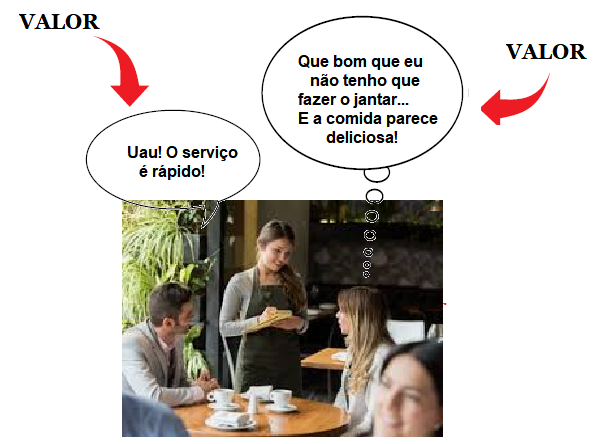 VALOR
VALOR
Que bom que eu
não tenho que
fazer o jantar...
E a comida parece
deliciosa!
Uau! O serviço
é rápido!